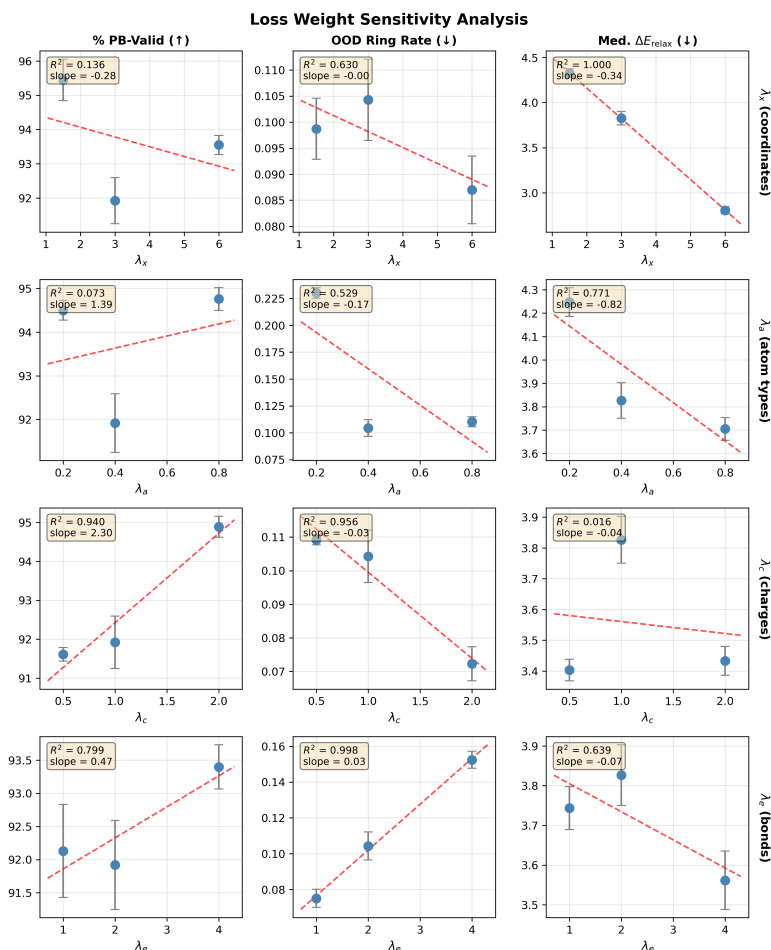 Loss Weight Sensitivity Analysis
% PB-Valid (↑)
OOD Ring Rate (↓)
Med. ΔE_relax (↓)
R² = 0.136
slope = -0.28
96
95
94
93
92
1 2 3 4 5 6
λₓ
R² = 0.630
slope = -0.00
0.110
0.105
0.100
0.095
0.090
0.085
0.080
1 2 3 4 5 6
λₓ
R² = 1.000
slope = -0.34
4.5
4.0
3.5
3.0
1 2 3 4 5 6
λₓ
λₓ (coordinates)
R² = 0.073
slope = 1.39
95
94
93
92
0.2 0.4 0.6 0.8
λₐ
R² = 0.529
slope = -0.17
0.225
0.200
0.175
0.150
0.125
0.100
0.075
0.2 0.4 0.6 0.8
λₐ
R² = 0.771
slope = -0.82
4.3
4.2
4.1
4.0
3.9
3.8
3.7
3.6
0.2 0.4 0.6 0.8
λₐ
λₐ (atom types)
R² = 0.940
slope = 2.30
95
94
93
92
91
0.5 1.0 1.5 2.0
λ_c
R² = 0.956
slope = -0.03
0.11
0.10
0.09
0.08
0.07
0.5 1.0 1.5 2.0
λ_c
R² = 0.016
slope = -0.04
3.9
3.8
3.7
3.6
3.5
3.4
0.5 1.0 1.5 2.0
λ_c
λ_c (charges)
R² = 0.799
slope = 0.47
93.5
93.0
92.5
92.0
91.5
1 2 3 4
λₑ
R² = 0.998
slope = 0.03
0.16
0.14
0.12
0.10
0.08
1 2 3 4
λₑ
R² = 0.639
slope = -0.07
3.9
3.8
3.7
3.6
3.5
1 2 3 4
λₑ
λₑ (bonds)